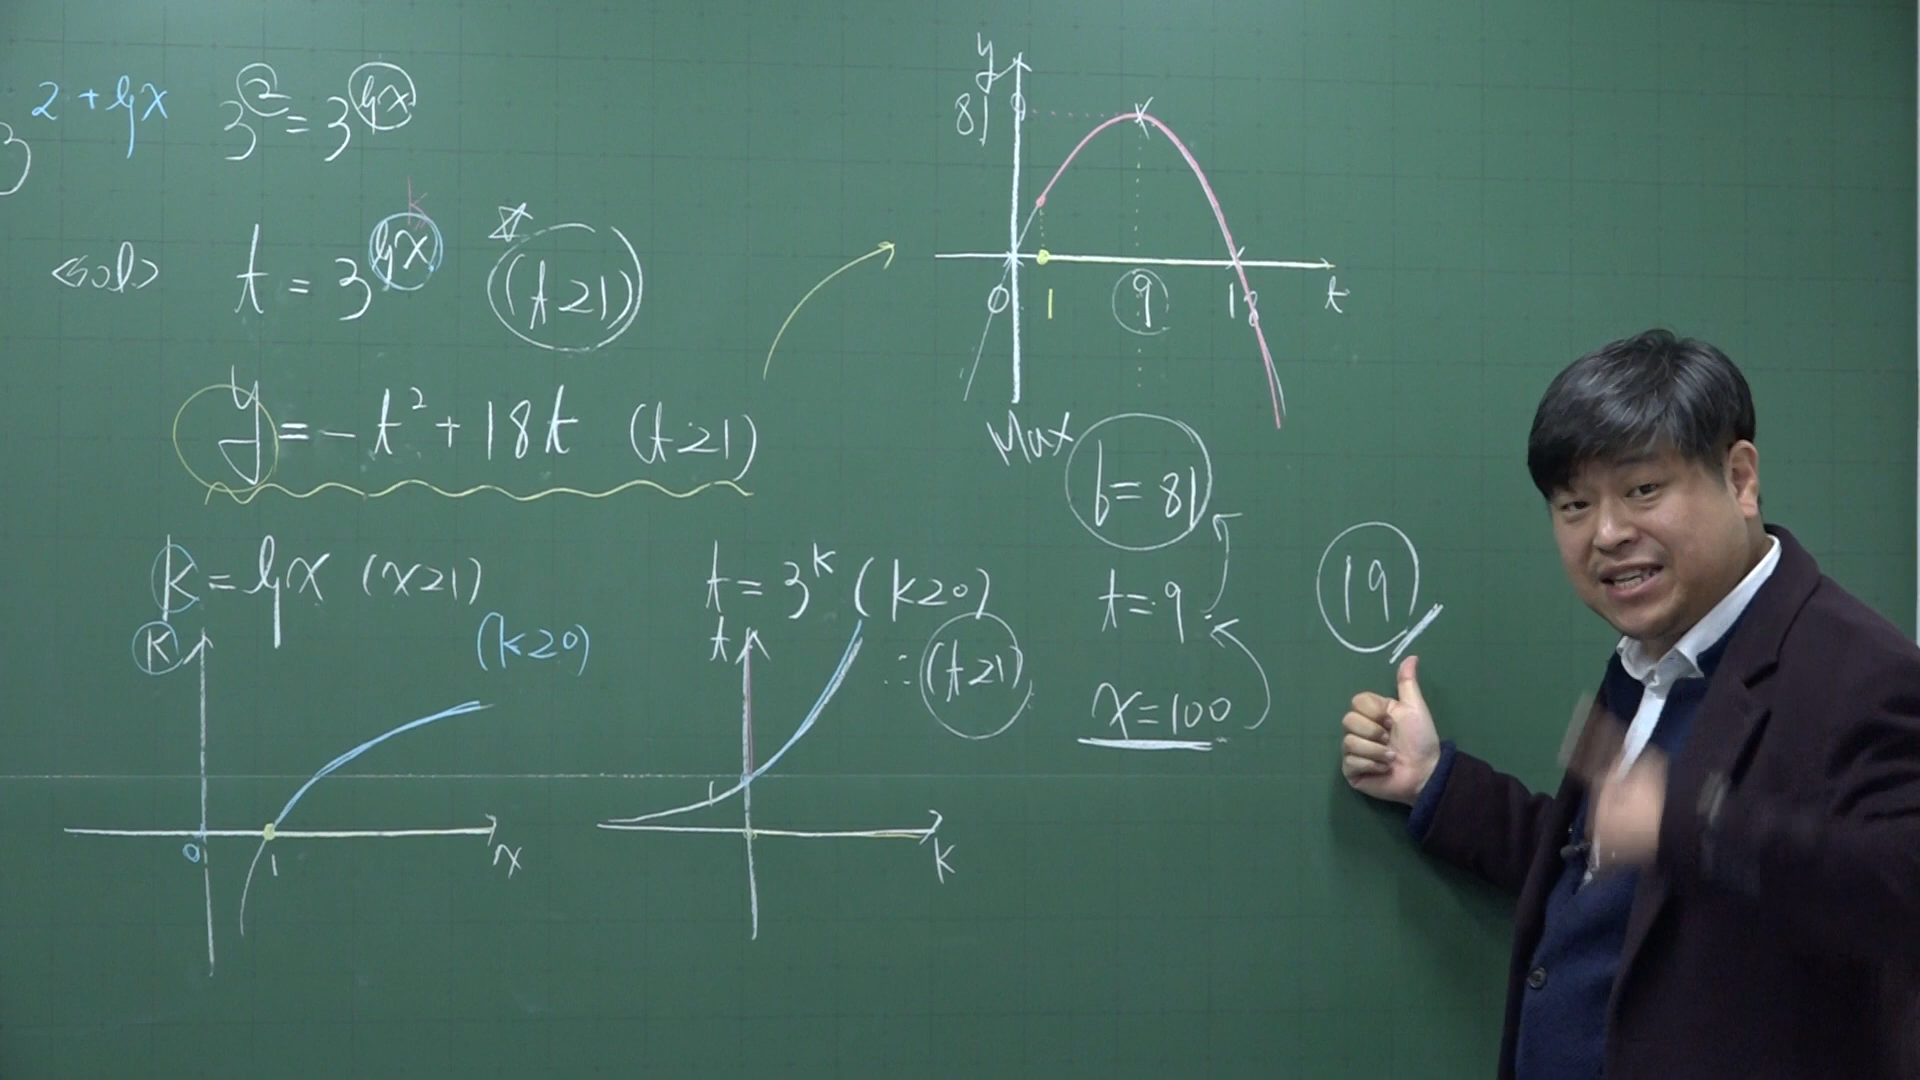 3^{2+lgx}
3^2 = 3^{lgx}
<sol> t = 3^{lgx} k ☆ (t≥1)
y = -t^2 + 18t (t≥1)
k = lgx (x≥1)
k (k≥0)
0 1 x
t = 3^k (k≥0)
t ∴ (t≥1)
1 k
y
81
0 1 9 18 t
Max b = 81
t = 9
x = 100
19